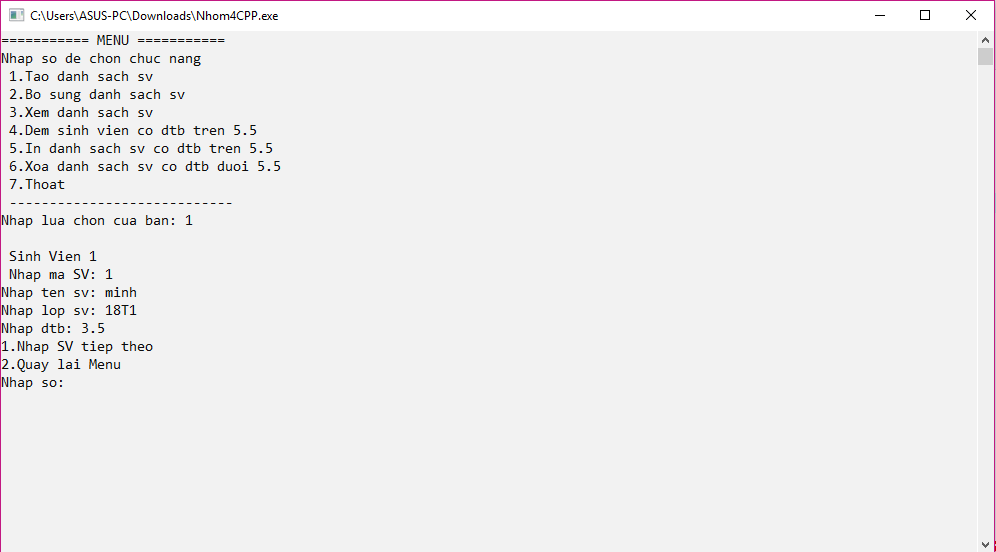 C:\Users\ASUS-PC\Downloads\Nhom4CPP.exe
=========== MENU ===========
Nhap so de chon chuc nang
 1.Tao danh sach sv
 2.Bo sung danh sach sv
 3.Xem danh sach sv
 4.Dem sinh vien co dtb tren 5.5
 5.In danh sach sv co dtb tren 5.5
 6.Xoa danh sach sv co dtb duoi 5.5
 7.Thoat
 ----------------------------
Nhap lua chon cua ban: 1

 Sinh Vien 1
 Nhap ma SV: 1
Nhap ten sv: minh
Nhap lop sv: 18T1
Nhap dtb: 3.5
1.Nhap SV tiep theo
2.Quay lai Menu
Nhap so: